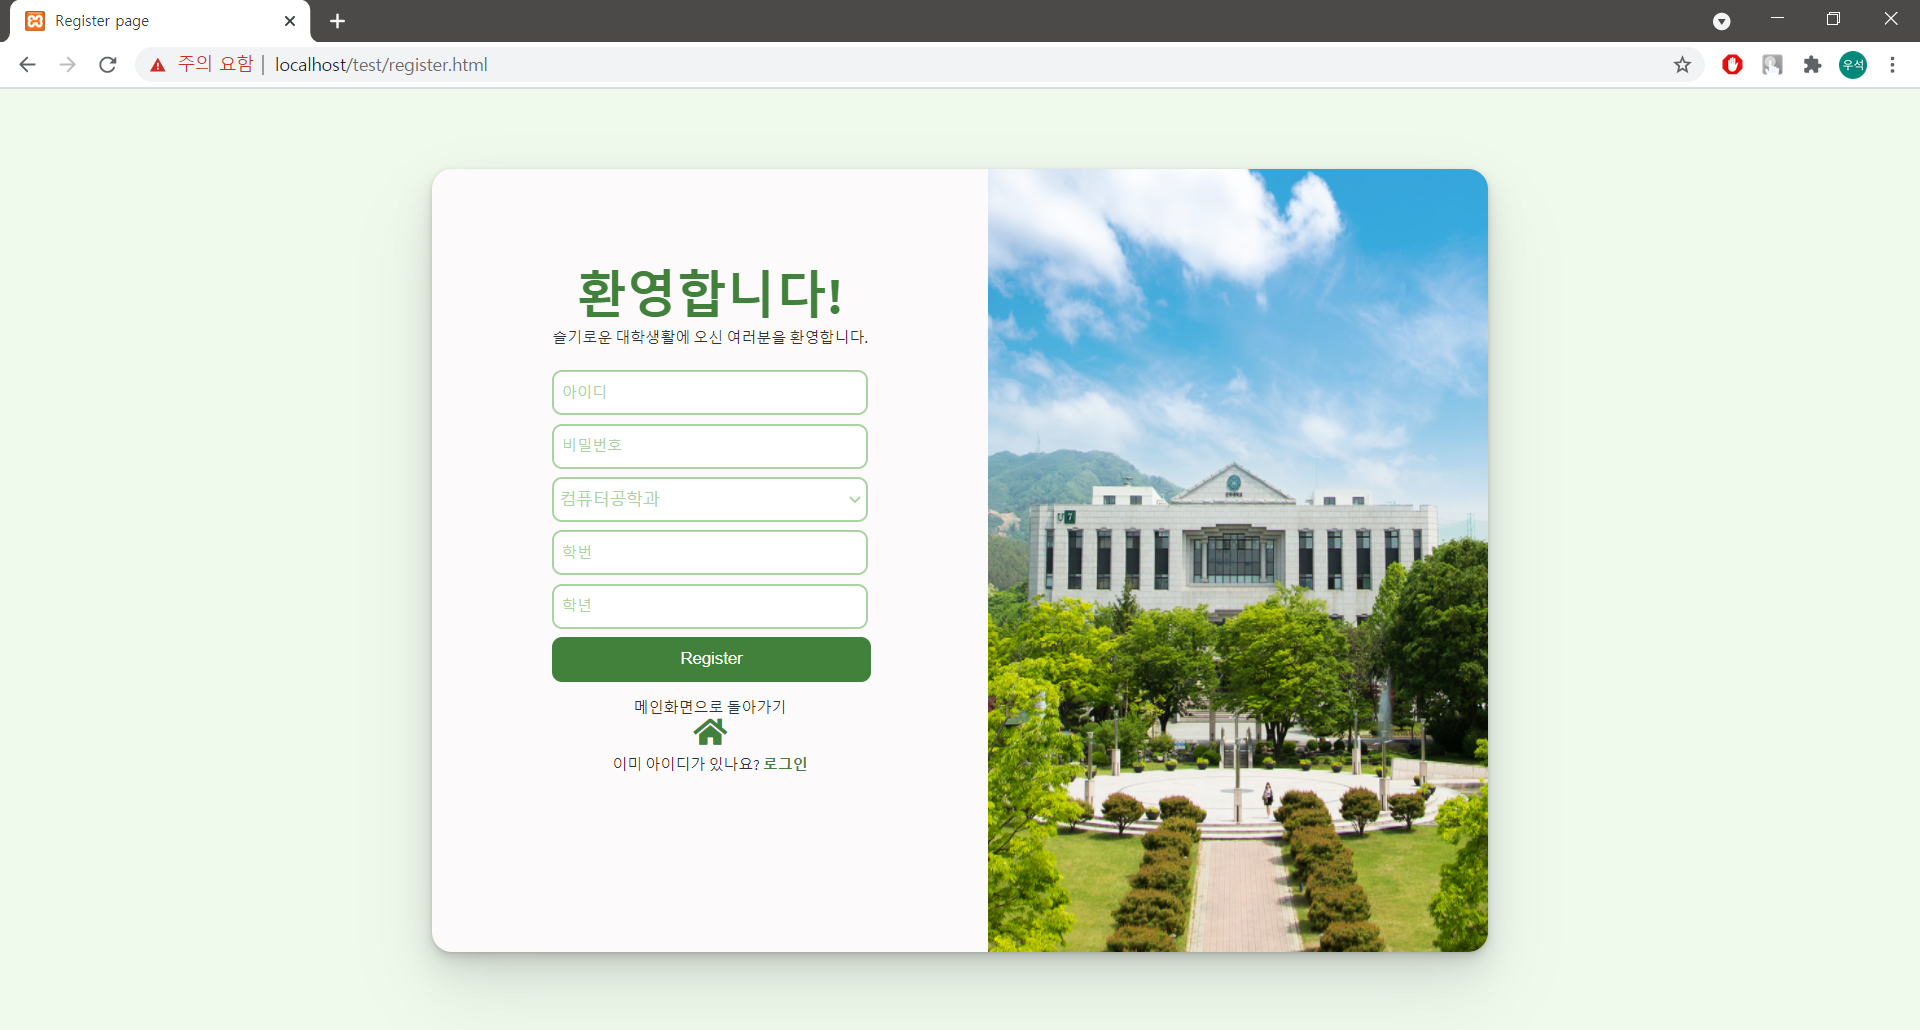 Register page
주의 요함 | localhost/test/register.html
우석
환영합니다!
슬기로운 대학생활에 오신 여러분을 환영합니다.
아이디
비밀번호
컴퓨터공학과
학번
학년
Register
메인화면으로 돌아가기
이미 아이디가 있나요? 로그인
U 7